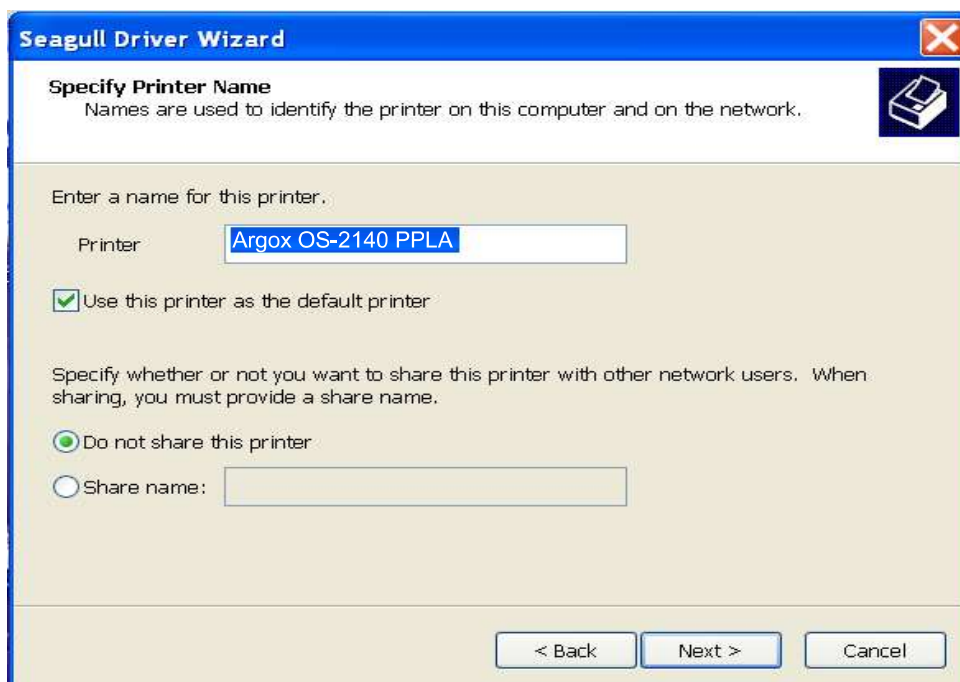 Seagull Driver Wizard
Specify Printer Name
Names are used to identify the printer on this computer and on the network.
Enter a name for this printer.
Printer Argox OS-2140 PPLA
Use this printer as the default printer
Specify whether or not you want to share this printer with other network users. When
sharing, you must provide a share name.
Do not share this printer
Share name:
< Back Next > Cancel